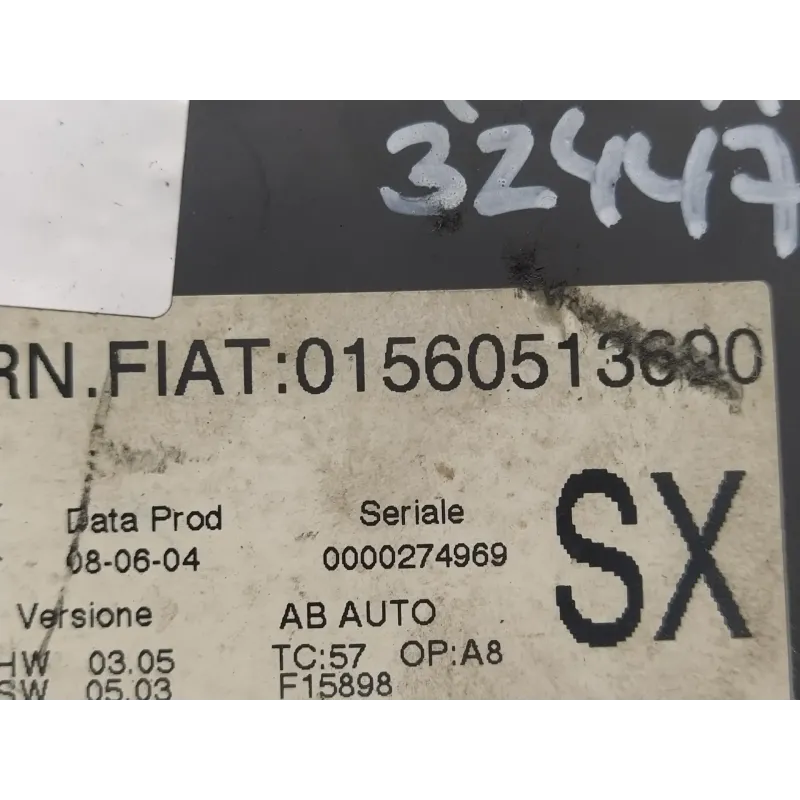 32447
RN.FIAT:01560513690
Data Prod
Seriale
08-06-04
0000274969
SX
Versione
AB AUTO
HW 03.05
TC:57 OP:A8
SW 05.03
F15898